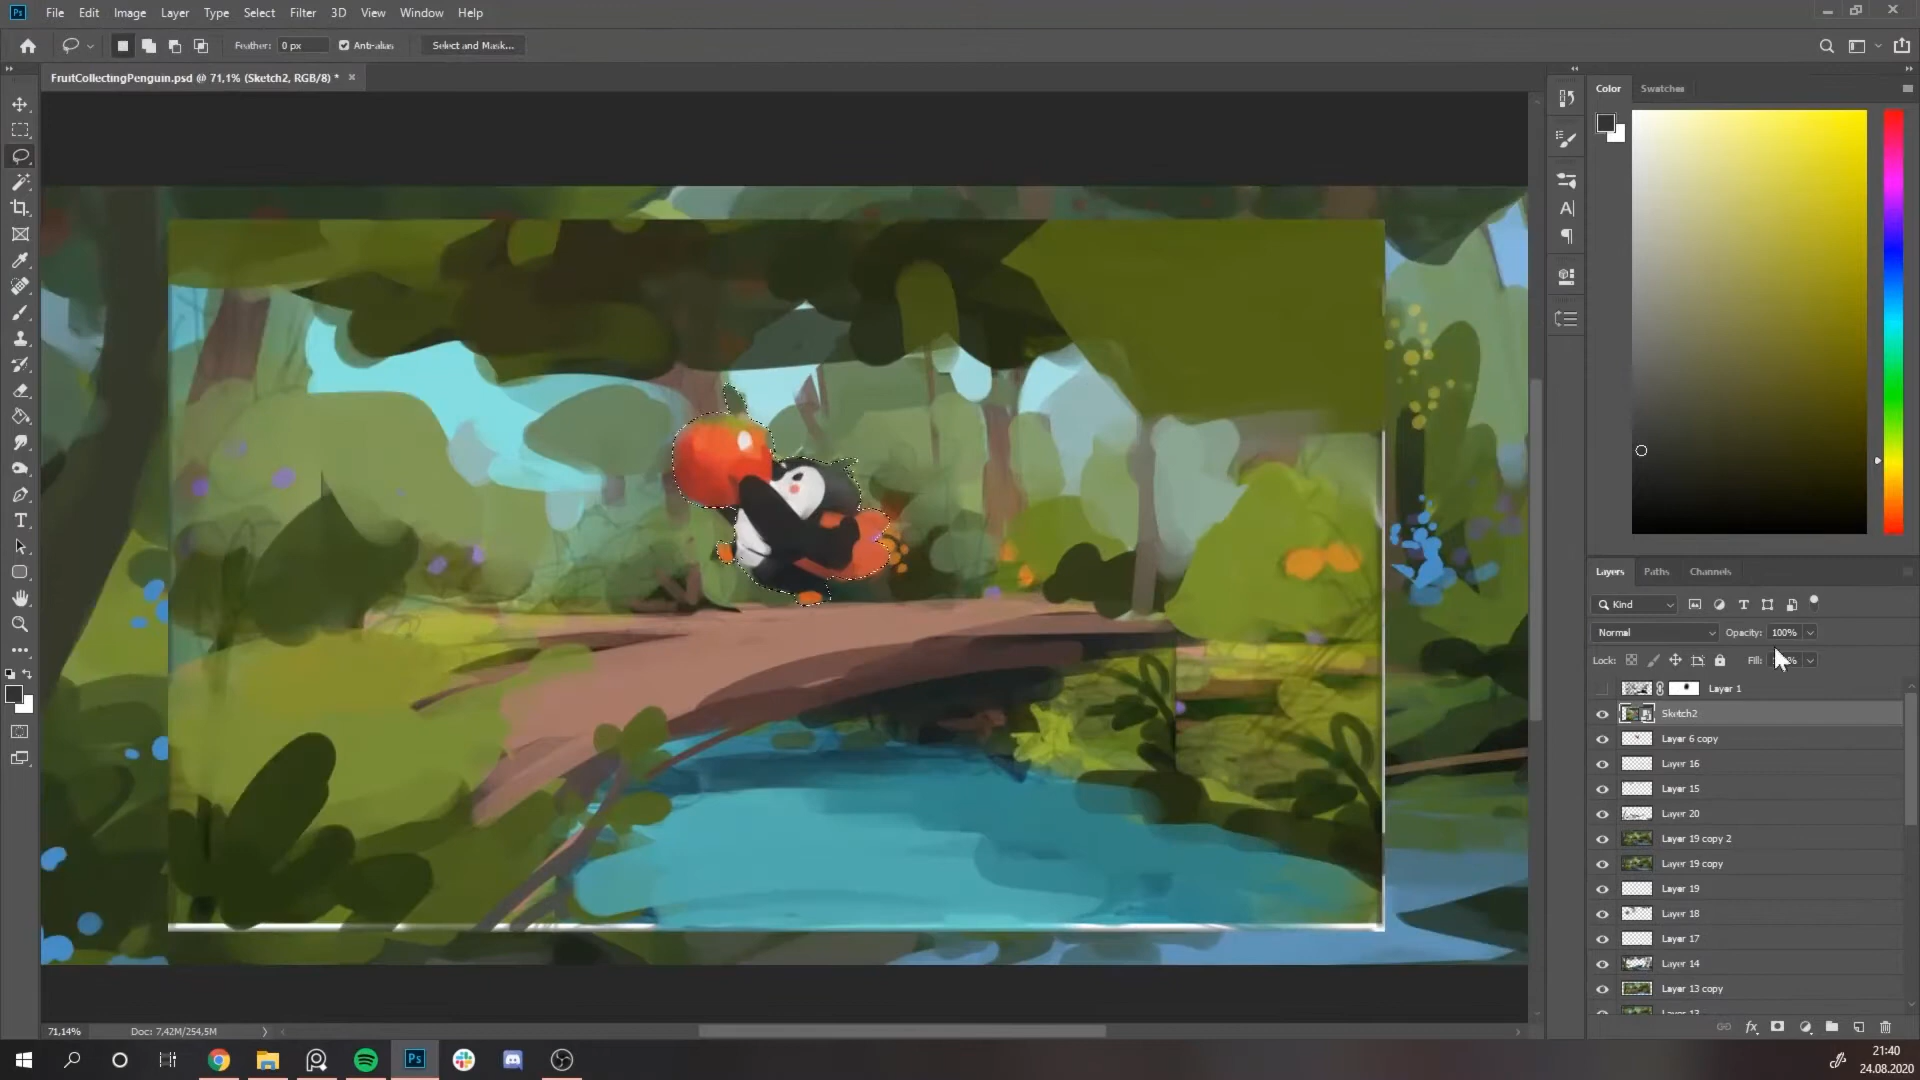 Ps File Edit Image Layer Type Select Filter 3D View Window Help
Feather: 0 px Anti-alias Select and Mask...
FruitCollectingPenguin.psd @ 71,1% (Sketch2, RGB/8) *
Color Swatches
Layers Paths Channels
Kind
Normal Opacity: 100%
Lock: Fill:
Layer 1
Sketch2
Layer 6 copy
Layer 16
Layer 15
Layer 20
Layer 19 copy 2
Layer 19 copy
Layer 19
Layer 18
Layer 17
Layer 14
Layer 13 copy
71,14% Doc: 7,42M/254,5M
Ps
21:40
24.08.2020